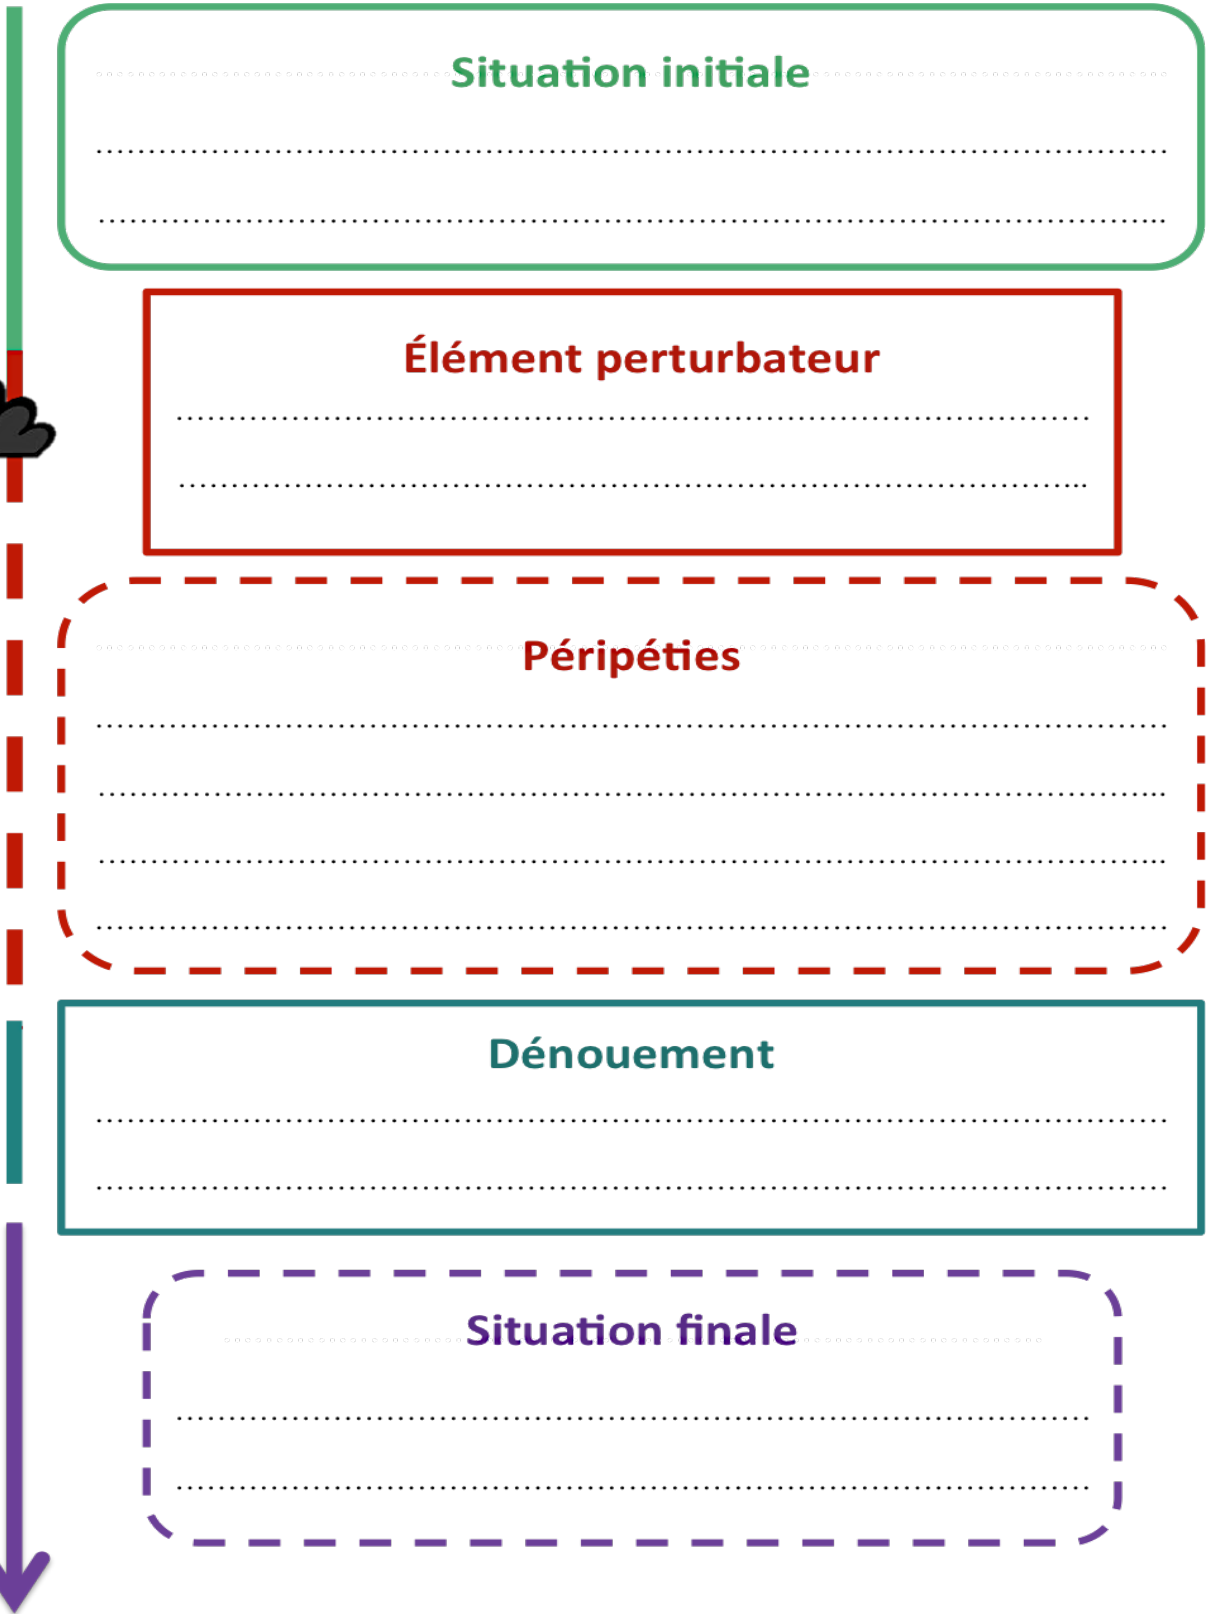 Situation initiale
Élément perturbateur
Péripéties
Dénouement
Situation finale